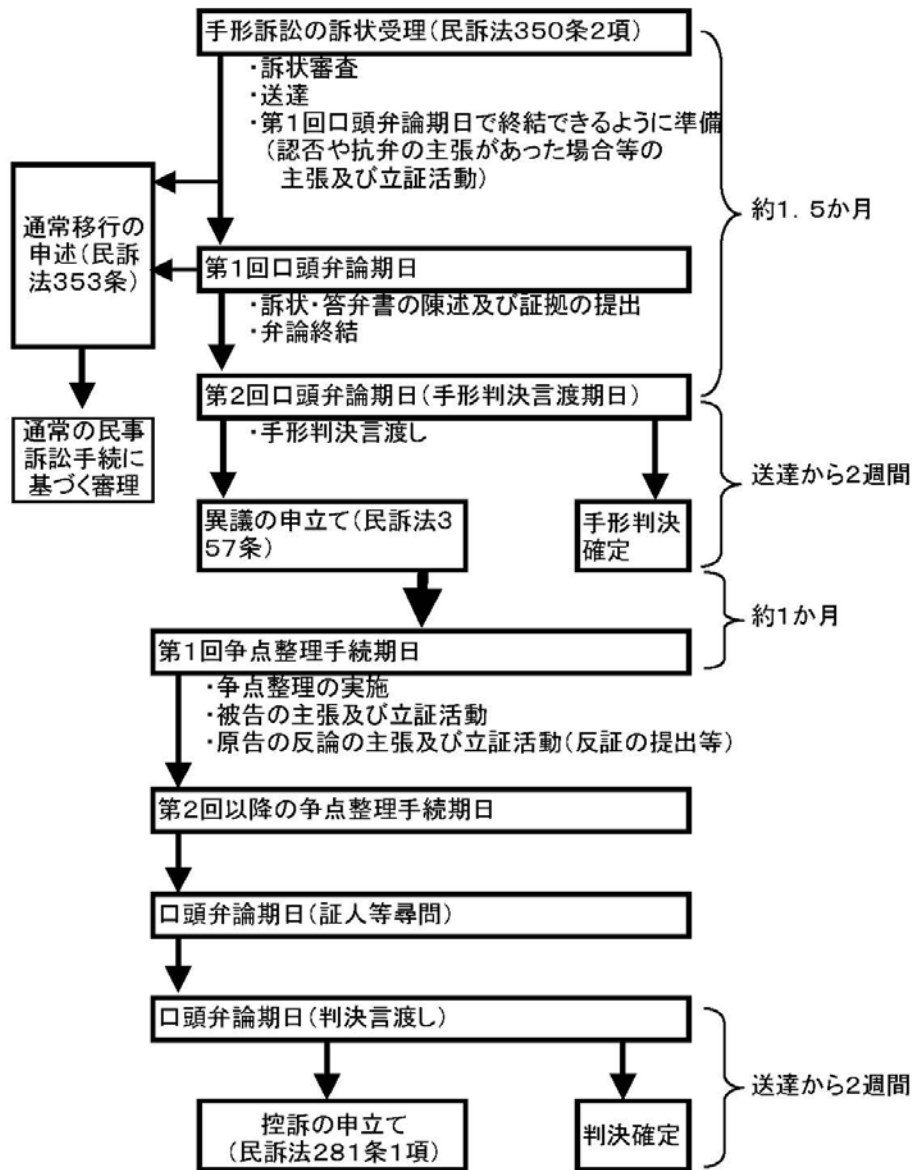 手形訴訟の訴状受理(民訴法350条2項)
・訴状審査
・送達
・第1回口頭弁論期日で終結できるように準備
(認否や抗弁の主張があった場合等の
主張及び立証活動)
約1.5か月
通常移行の
申述(民訴
法353条)
第1回口頭弁論期日
・訴状・答弁書の陳述及び証拠の提出
・弁論終結
第2回口頭弁論期日(手形判決言渡期日)
・手形判決言渡し
通常の民事
訴訟手続に
基づく審理
送達から2週間
異議の申立て(民訴法3
57条)
手形判決
確定
約1か月
第1回争点整理手続期日
・争点整理の実施
・被告の主張及び立証活動
・原告の反論の主張及び立証活動(反証の提出等)
第2回以降の争点整理手続期日
口頭弁論期日(証人等尋問)
口頭弁論期日(判決言渡し)
送達から2週間
控訴の申立て
(民訴法281条1項)
判決確定